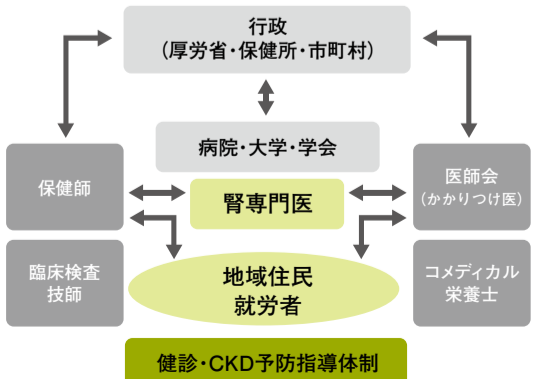 行政
（厚労省・保健所・市町村）
病院・大学・学会
保健師
腎専門医
医師会
（かかりつけ医）
臨床検査
技師
地域住民
就労者
コメディカル
栄養士
健診・CKD予防指導体制